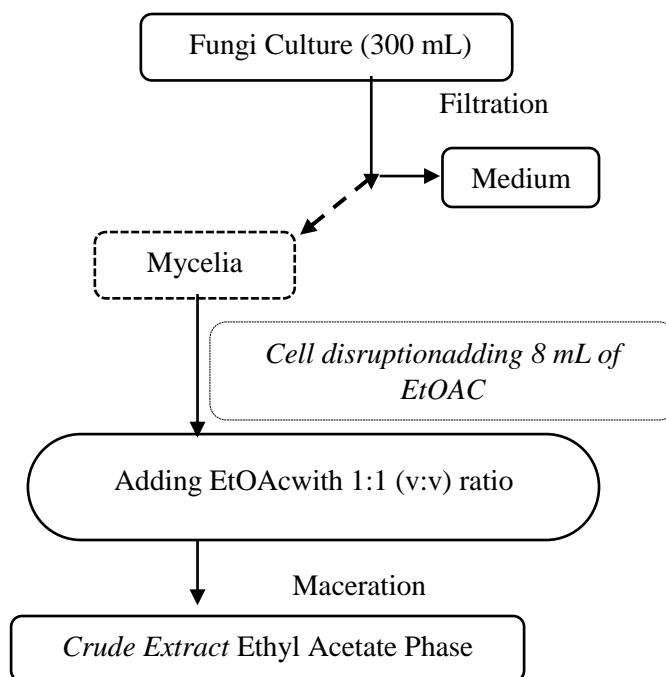 Fungi Culture (300 mL)
Filtration
Medium
Mycelia
Cell disruptionadding 8 mL of
EtOAC
Adding EtOAcwith 1:1 (v:v) ratio
Maceration
Crude Extract Ethyl Acetate Phase